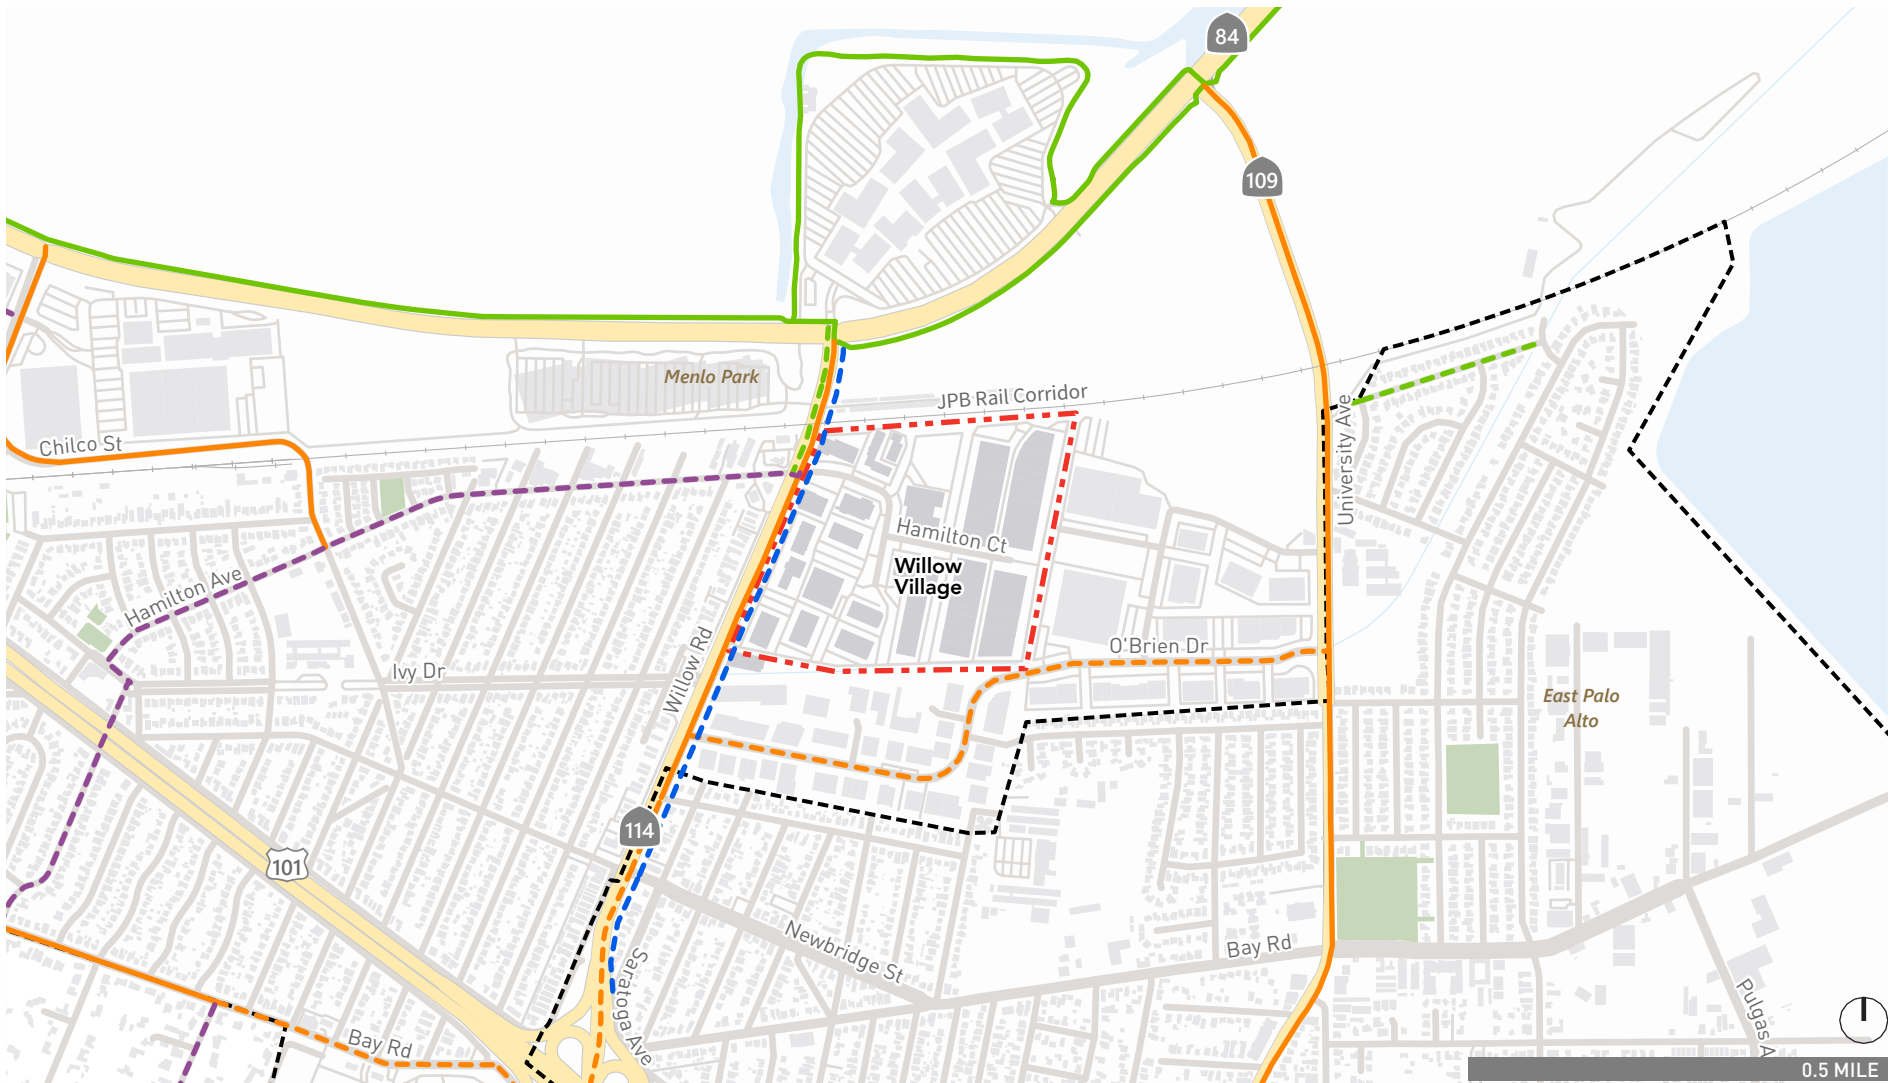 84
109
Menlo Park
JPB Rail Corridor
Chilco St
University Ave
Hamilton Ct
Willow
Village
Hamilton Ave
O'Brien Dr
Ivy Dr
Willow Rd
East Palo
Alto
114
101
Newbridge St
Bay Rd
Saratoga Ave
Pulgas A
Bay Rd
0.5 MILE